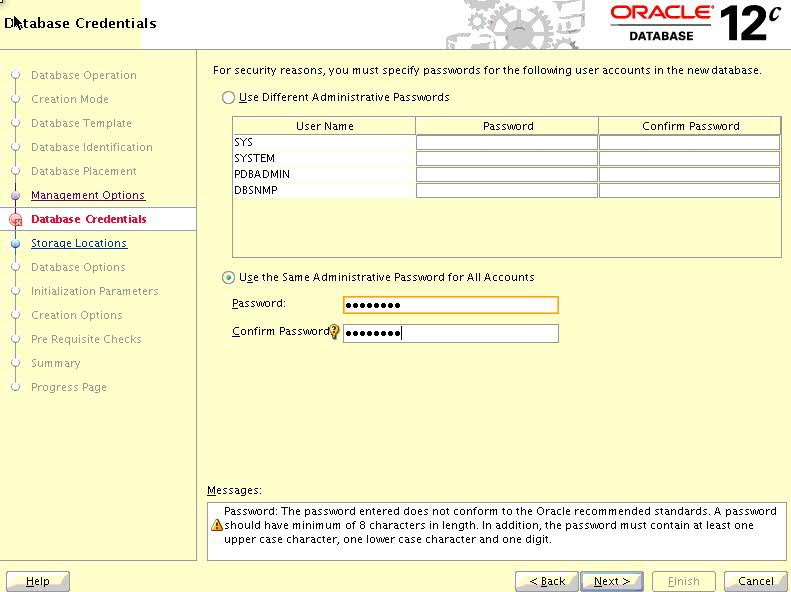 Database Credentials
ORACLE
DATABASE
12c
Database Operation
Creation Mode
Database Template
Database Identification
Database Placement
Management Options
Database Credentials
Storage Locations
Database Options
Initialization Parameters
Creation Options
Pre Requisite Checks
Summary
Progress Page
For security reasons, you must specify passwords for the following user accounts in the new database.
Use Different Administrative Passwords
User Name Password Confirm Password
SYS
SYSTEM
PDBADMIN
DBSNMP
Use the Same Administrative Password for All Accounts
Password: ••••••••
Confirm Password ••••••••
Messages:
Password: The password entered does not conform to the Oracle recommended standards. A password
should have minimum of 8 characters in length. In addition, the password must contain at least one
upper case character, one lower case character and one digit.
Help < Back Next > Finish Cancel